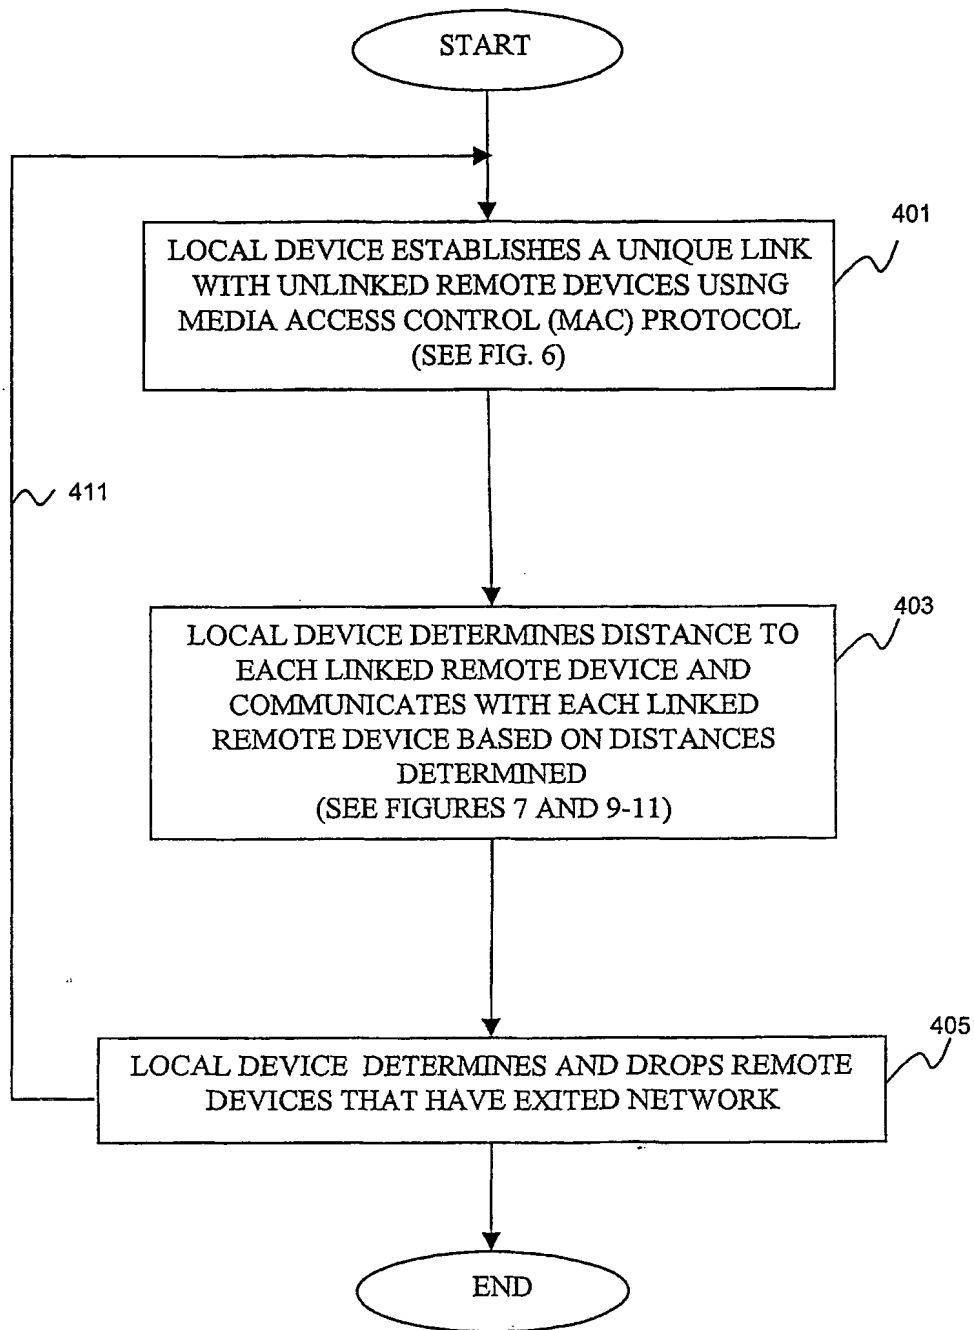 START
401
LOCAL DEVICE ESTABLISHES A UNIQUE LINK
WITH UNLINKED REMOTE DEVICES USING
MEDIA ACCESS CONTROL (MAC) PROTOCOL
(SEE FIG. 6)
411
403
LOCAL DEVICE DETERMINES DISTANCE TO
EACH LINKED REMOTE DEVICE AND
COMMUNICATES WITH EACH LINKED
REMOTE DEVICE BASED ON DISTANCES
DETERMINED
(SEE FIGURES 7 AND 9-11)
405
LOCAL DEVICE DETERMINES AND DROPS REMOTE
DEVICES THAT HAVE EXITED NETWORK
END